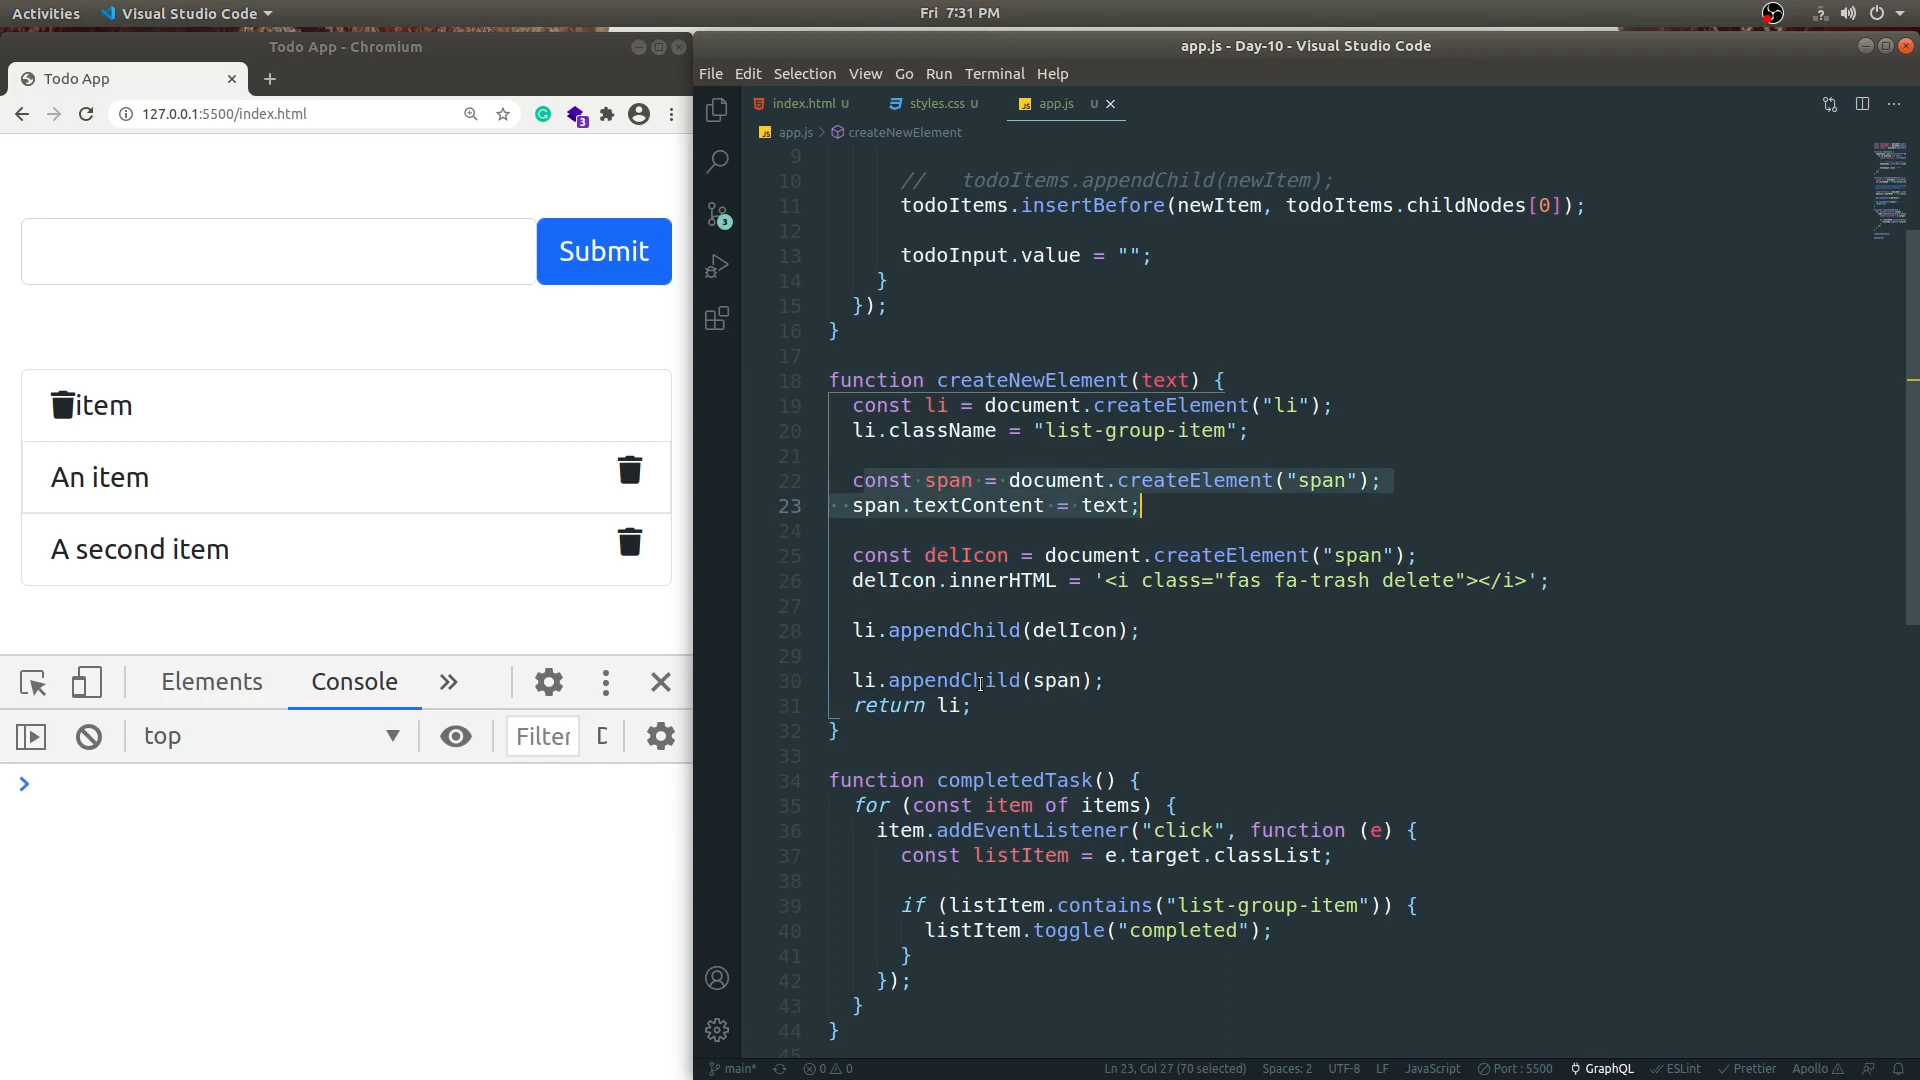 Activities
Visual Studio Code
Fri 7:31 PM
Todo App - Chromium
Todo App
127.0.0.1:5500/index.html
3
Submit
item
An item
A second item
Elements
Console
top
Filter
D
app.js - Day-10 - Visual Studio Code
File Edit Selection View Go Run Terminal Help
index.html U
styles.css U
JS app.js U
JS app.js > createNewElement
3
9
10 // todoItems.appendChild(newItem);
11 todoItems.insertBefore(newItem, todoItems.childNodes[0]);
12
13 todoInput.value = "";
14 }
15 });
16 }
17
18 function createNewElement(text) {
19 const li = document.createElement("li");
20 li.className = "list-group-item";
21
22 const span = document.createElement("span");
23 span.textContent = text;
24
25 const delIcon = document.createElement("span");
26 delIcon.innerHTML = '<i class="fas fa-trash delete"></i>';
27
28 li.appendChild(delIcon);
29
30 li.appendChild(span);
31 return li;
32 }
33
34 function completedTask() {
35 for (const item of items) {
36 item.addEventListener("click", function (e) {
37 const listItem = e.target.classList;
38
39 if (listItem.contains("list-group-item")) {
40 listItem.toggle("completed");
41 }
42 });
43 }
44 }
45
main* 0 0 Ln 23, Col 27 (70 selected) Spaces: 2 UTF-8 LF JavaScript Port : 5500 GraphQL ESLint Prettier Apollo